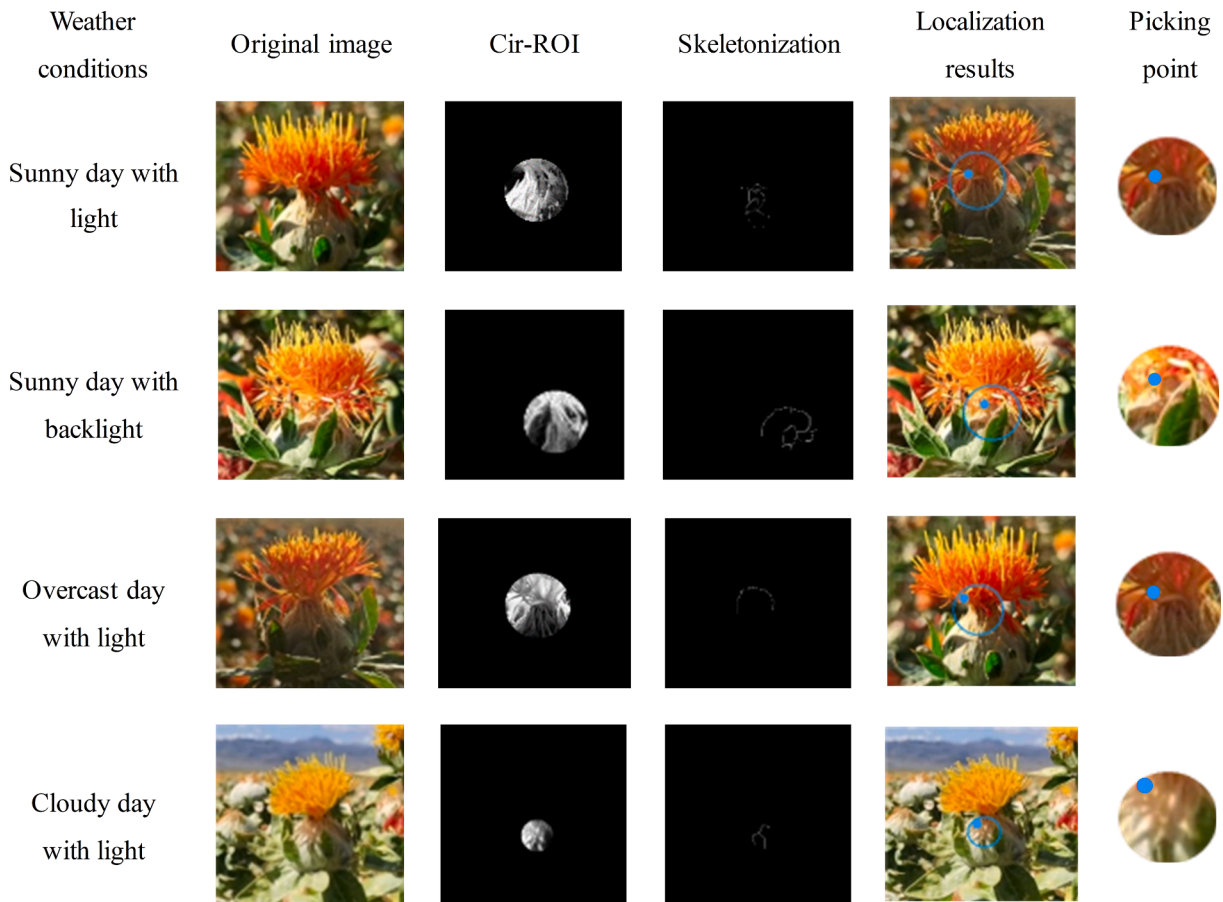 Weather
conditions
Original image
Cir-ROI
Skeletonization
Localization
results
Picking
point
Sunny day with
light
Sunny day with
backlight
Overcast day
with light
Cloudy day
with light